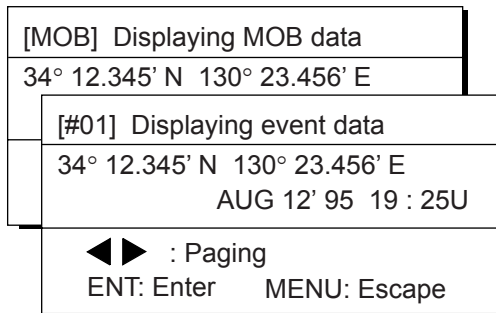 [MOB] Displaying MOB data
34° 12.345’ N 130° 23.456’ E
[#01] Displaying event data
34° 12.345’ N 130° 23.456’ E
AUG 12’ 95 19 : 25U
◀ ▶ : Paging
ENT: Enter MENU: Escape